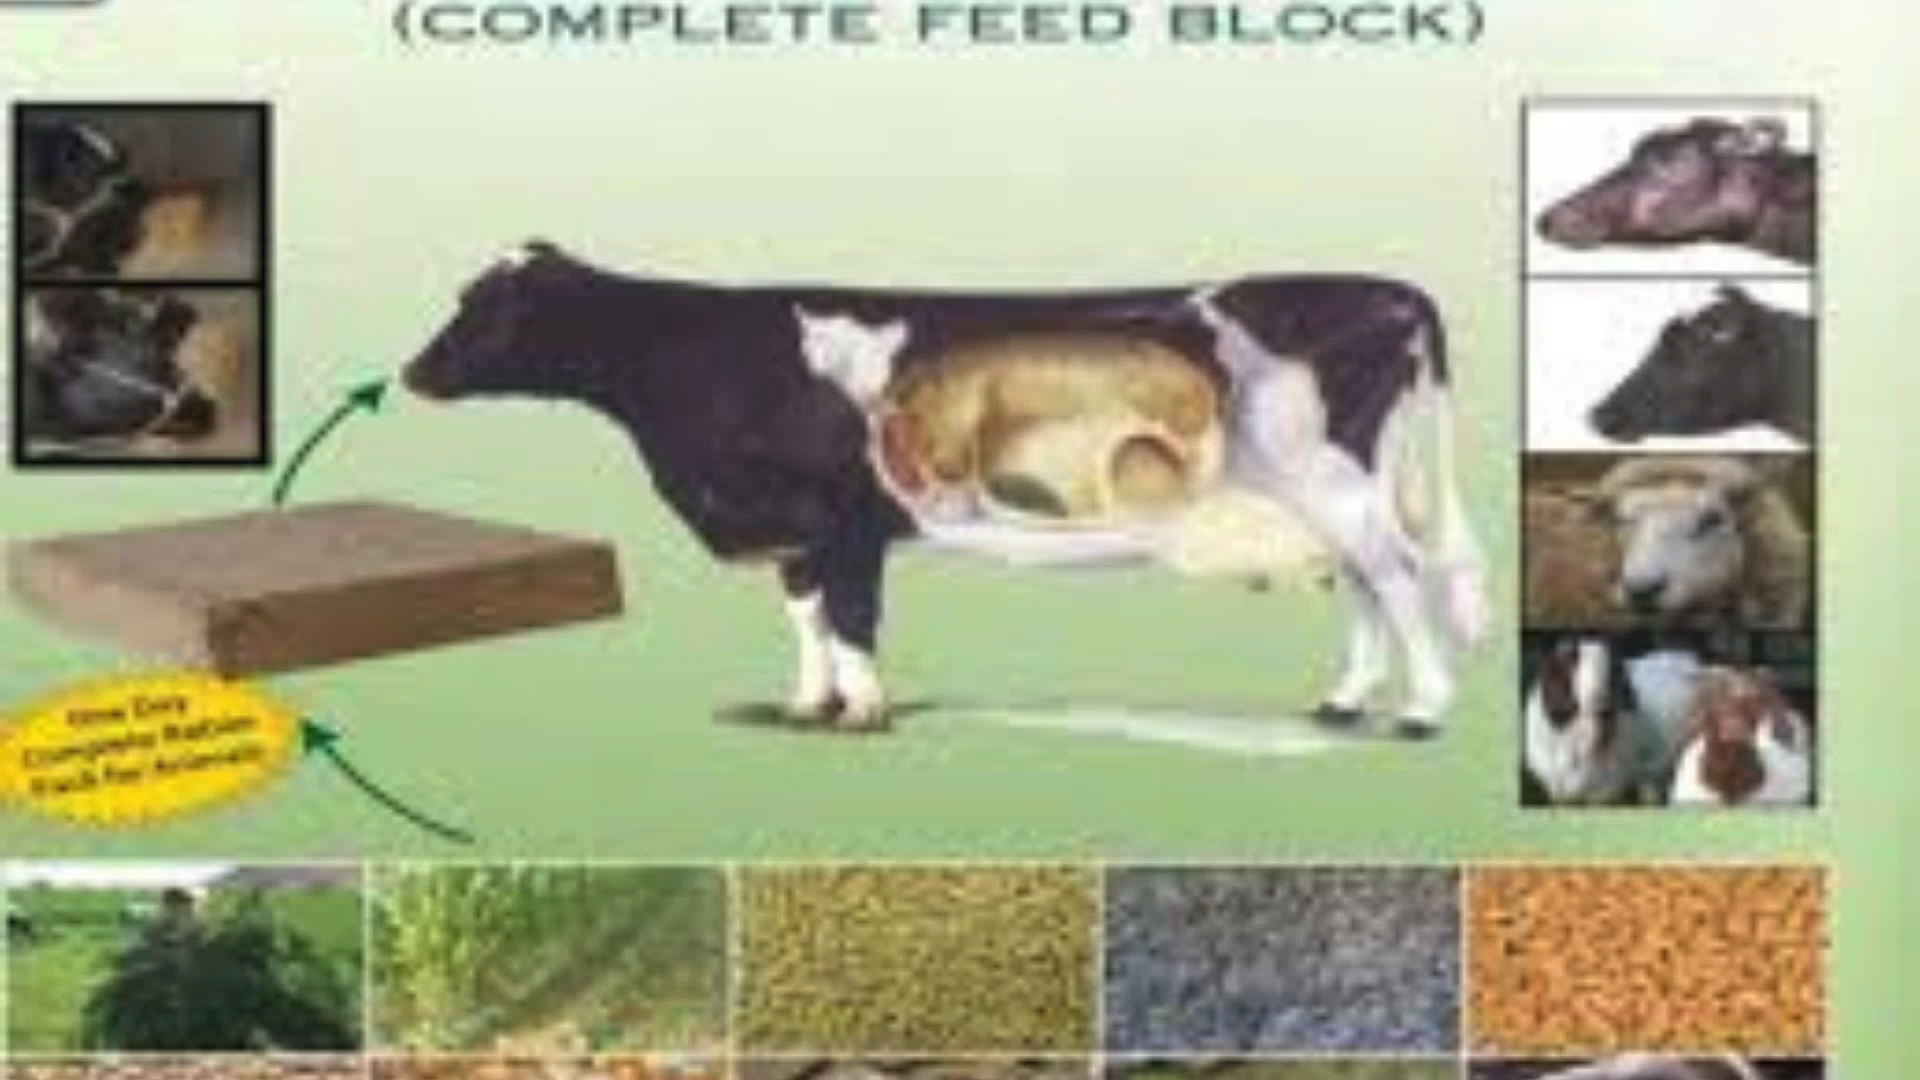 (COMPLETE FEED BLOCK)
One Day
Complete Ration
Pack for Animals